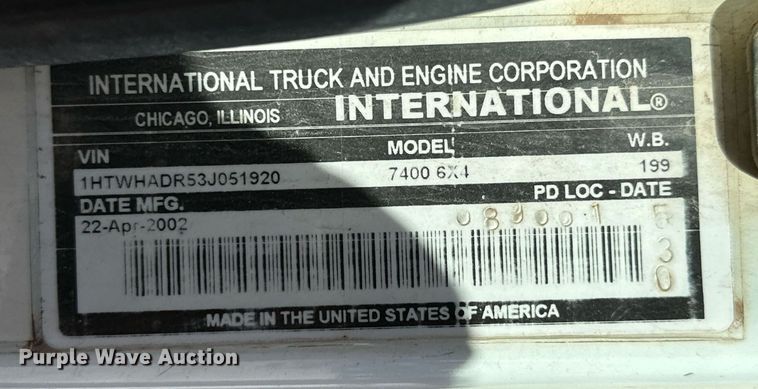 INTERNATIONAL TRUCK AND ENGINE CORPORATION
CHICAGO, ILLINOIS INTERNATIONAL®
VIN MODEL W.B.
1HTWHADR53J051920 7400 6X4 199
DATE MFG. PD LOC - DATE
22-Apr-2002
530
MADE IN THE UNITED STATES OF AMERICA
Purple Wave Auction